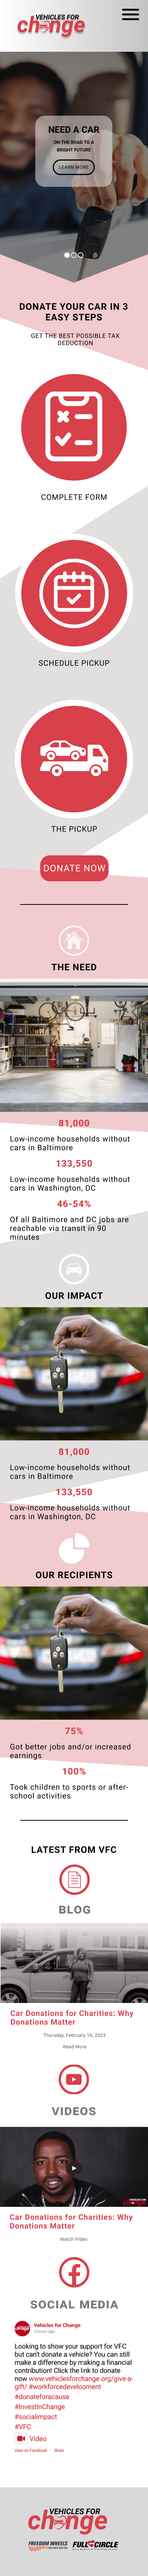 VEHICLES FOR
change
NEED A CAR
ON THE ROAD TO A
BRIGHT FUTURE
LEARN MORE
DONATE YOUR CAR IN 3
EASY STEPS
GET THE BEST POSSIBLE TAX
DEDUCTION
COMPLETE FORM
SCHEDULE PICKUP
THE PICKUP
DONATE NOW
THE NEED
81,000
Low-income households without
cars in Baltimore
133,550
Low-income households without
cars in Washington, DC
46-54%
Of all Baltimore and DC jobs are
reachable via transit in 90
minutes
OUR IMPACT
81,000
Low-income households without
cars in Baltimore
133,550
Low-income households without
cars in Washington, DC
OUR RECIPIENTS
75%
Got better jobs and/or increased
earnings
100%
Took children to sports or after-
school activities
LATEST FROM VFC
BLOG
Car Donations for Charities: Why
Donations Matter
Thursday, February 16, 2023
Read More
VIDEOS
Car Donations for Charities: Why
Donations Matter
Watch Video
SOCIAL MEDIA
Vehicles for Change
3 hours ago
Looking to show your support for VFC
but can't donate a vehicle? You can still
make a difference by making a financial
contribution! Click the link to donate
now www.vehiclesforchange.org/give-a-
gift/ #workforcedevelopment
#donateforacause
#InvestInChange
#socialimpact
#VFC
Video
View on Facebook · Share
VEHICLES FOR
change
FREEDOM WHEELS
FULL CIRCLE